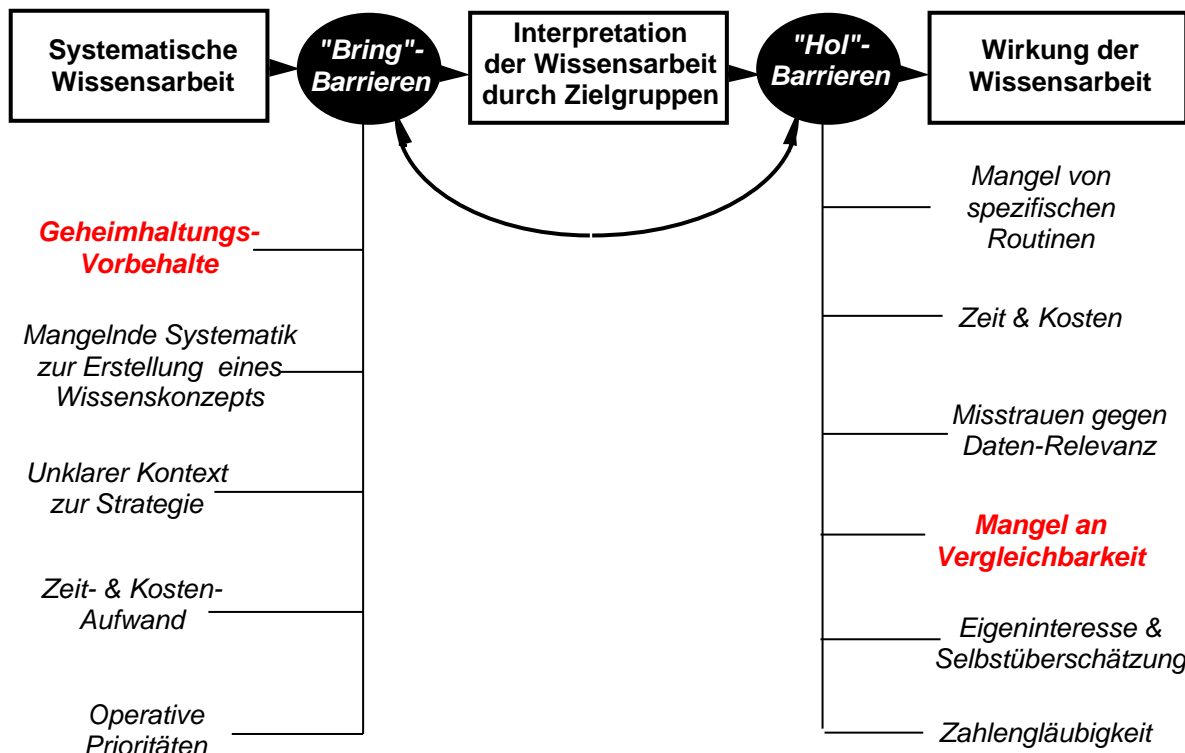 Systematische
Wissensarbeit
"Bring"-
Barrieren
Interpretation
der Wissensarbeit
durch Zielgruppen
"Hol"-
Barrieren
Wirkung der
Wissensarbeit
Geheimhaltungs-
Vorbehalte
Mangelnde Systematik
zur Erstellung eines
Wissenskonzepts
Unklarer Kontext
zur Strategie
Zeit- & Kosten-
Aufwand
Operative
Prioritäten
Mangel von
spezifischen
Routinen
Zeit & Kosten
Misstrauen gegen
Daten-Relevanz
Mangel an
Vergleichbarkeit
Eigeninteresse &
Selbstüberschätzung
Zahlengläubigkeit